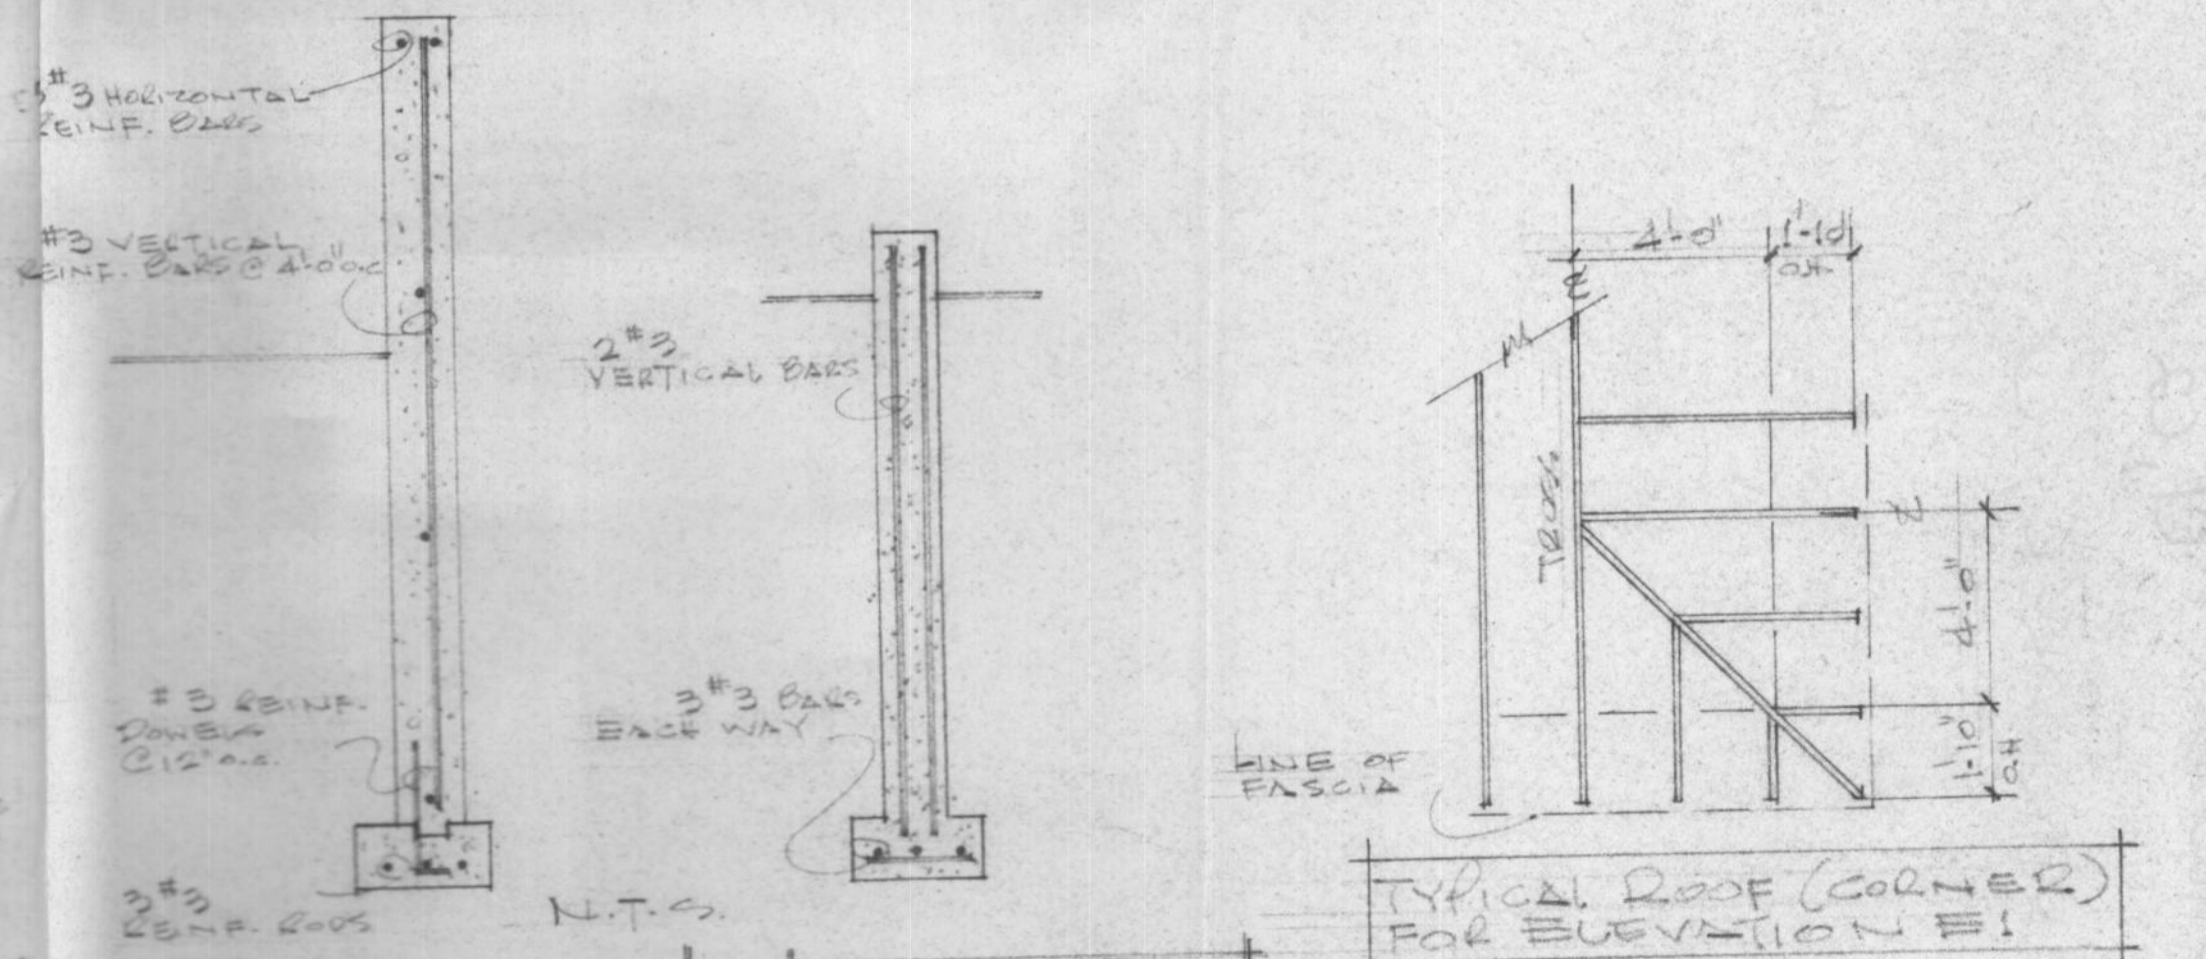 #3 HORIZONTAL
REINF. BARS
#3 VERTICAL
REINF. BARS @ 4'-0" O.C
#3 REINF.
DOWELS
@ 12" O.C.
3 #3
REINF. RODS
N.T.S.
2 #3
VERTICAL BARS
3 #3 BARS
EACH WAY
4'-0"
1'-10"
O.H.
TRUSS
4'-0"
1'-10"
O.H
LINE OF
FASCIA
TYPICAL ROOF (CORNER)
FOR ELEVATION E1